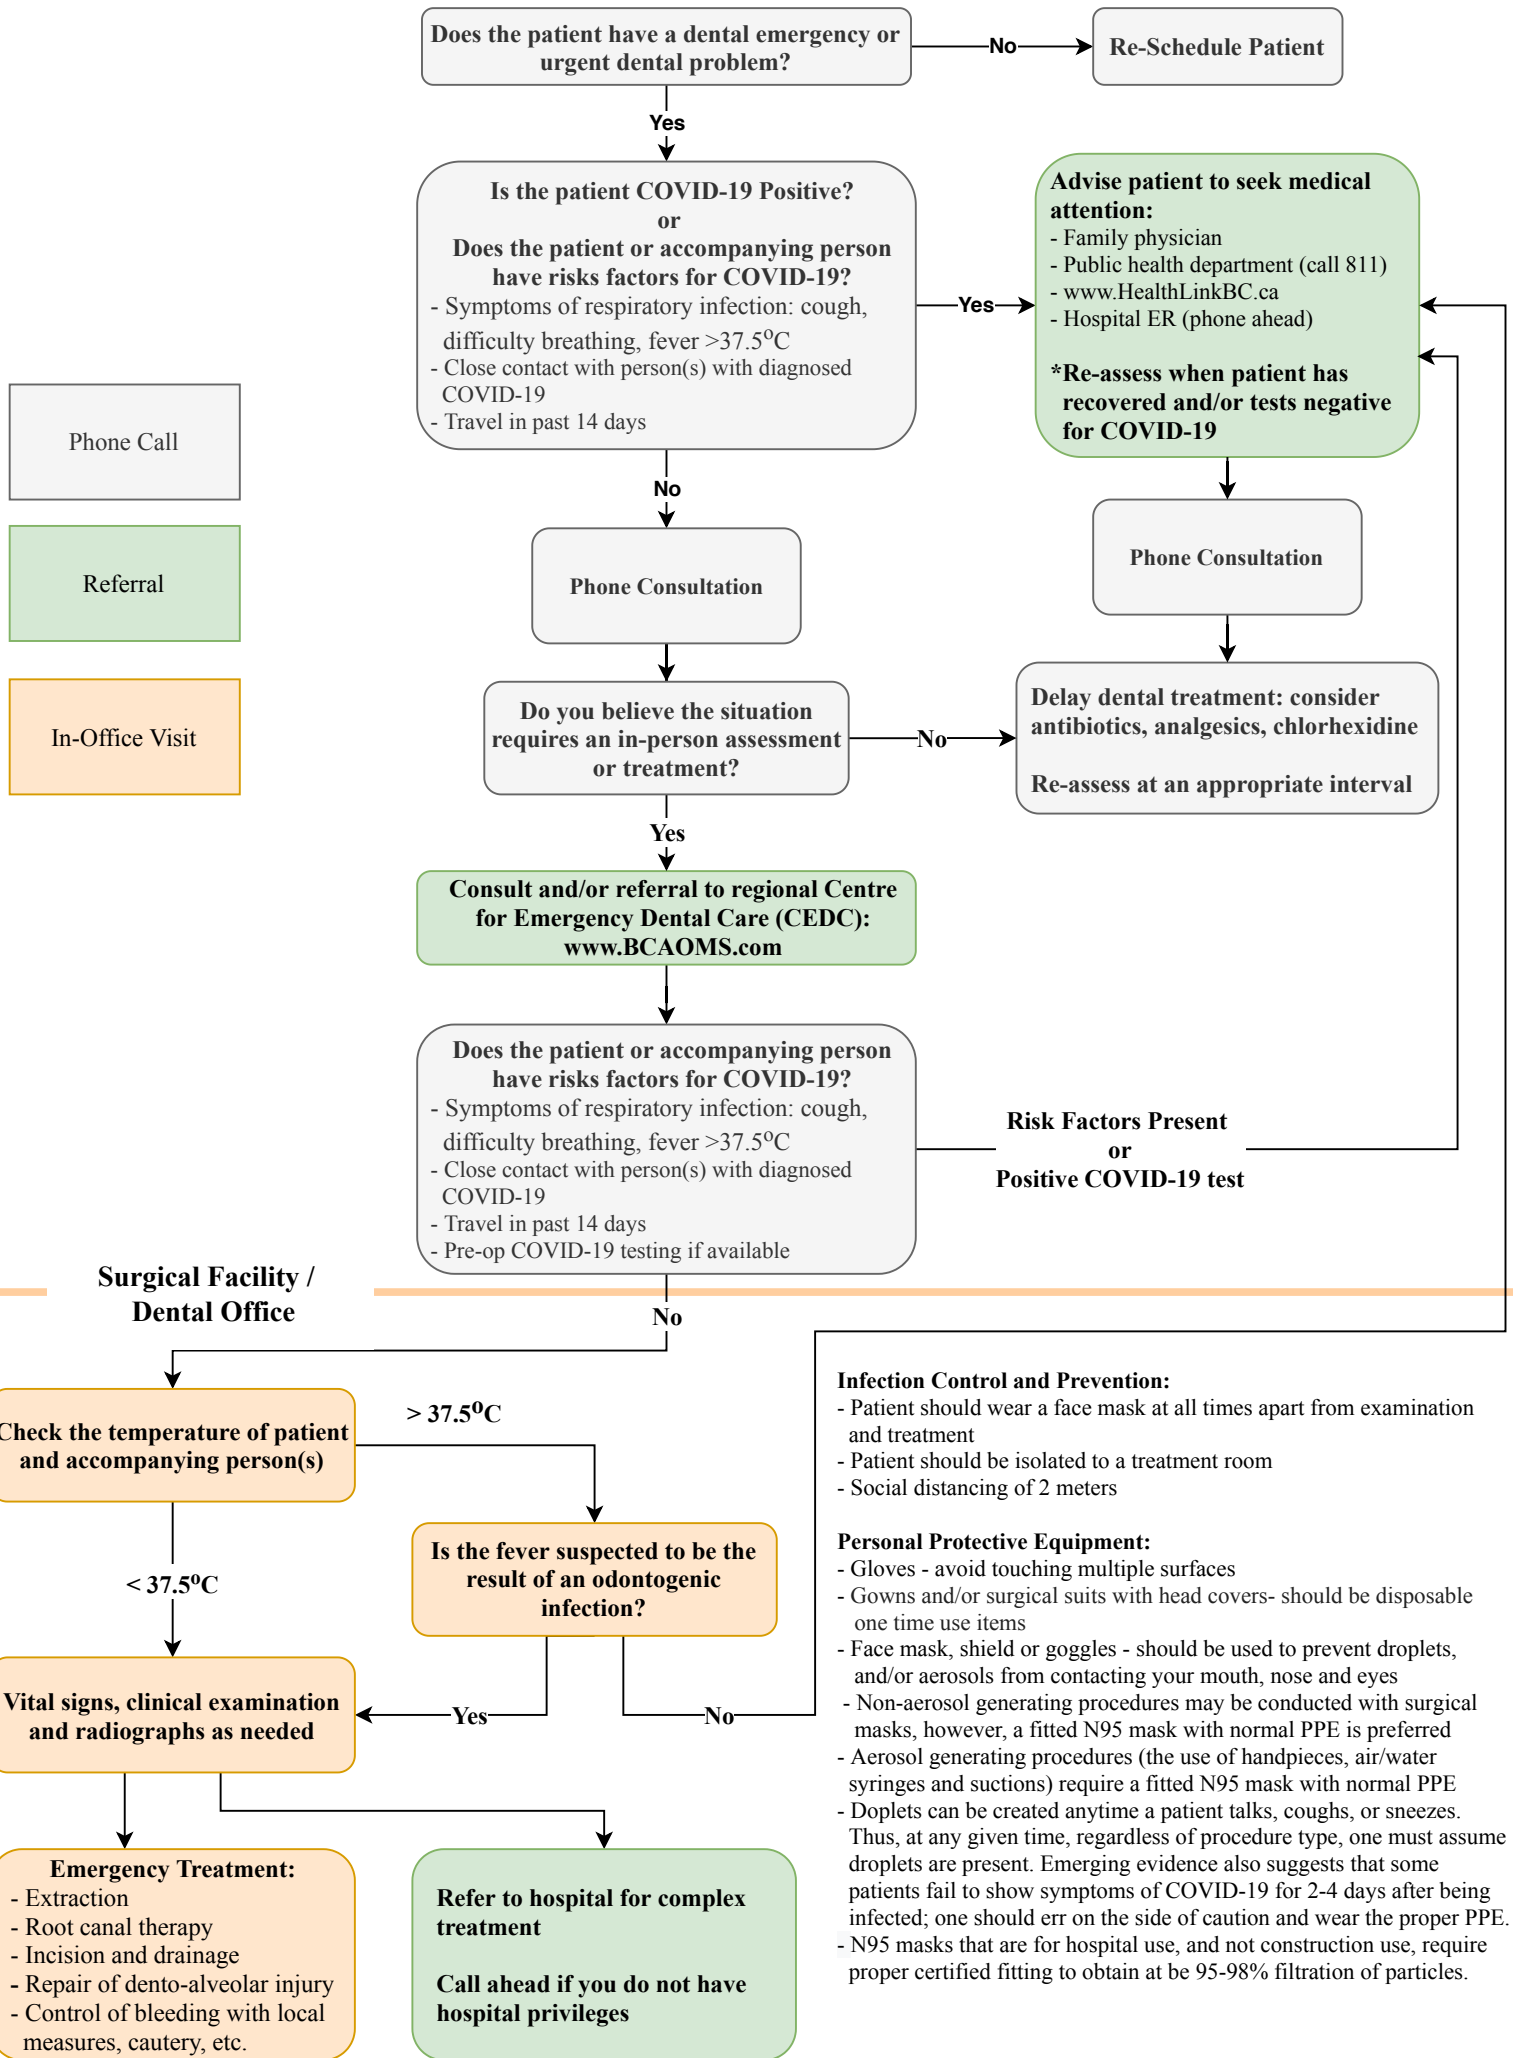 Does the patient have a dental emergency or
urgent dental problem?
No
Re-Schedule Patient
Yes
Is the patient COVID-19 Positive?
or
Does the patient or accompanying person
have risks factors for COVID-19?
- Symptoms of respiratory infection: cough,
difficulty breathing, fever >37.5⁰C
- Close contact with person(s) with diagnosed
COVID-19
- Travel in past 14 days
Yes
Advise patient to seek medical
attention:
- Family physician
- Public health department (call 811)
- www.HealthLinkBC.ca
- Hospital ER (phone ahead)
*Re-assess when patient has
recovered and/or tests negative
for COVID-19
Phone Call
Referral
In-Office Visit
No
Phone Consultation
Phone Consultation
Do you believe the situation
requires an in-person assessment
or treatment?
No
Delay dental treatment: consider
antibiotics, analgesics, chlorhexidine
Re-assess at an appropriate interval
Yes
Consult and/or referral to regional Centre
for Emergency Dental Care (CEDC):
www.BCAOMS.com
Does the patient or accompanying person
have risks factors for COVID-19?
- Symptoms of respiratory infection: cough,
difficulty breathing, fever >37.5⁰C
- Close contact with person(s) with diagnosed
COVID-19
- Travel in past 14 days
- Pre-op COVID-19 testing if available
Risk Factors Present
or
Positive COVID-19 test
Surgical Facility /
Dental Office
No
Check the temperature of patient
and accompanying person(s)
> 37.5⁰C
< 37.5⁰C
Is the fever suspected to be the
result of an odontogenic
infection?
Yes
No
Vital signs, clinical examination
and radiographs as needed
Emergency Treatment:
- Extraction
- Root canal therapy
- Incision and drainage
- Repair of dento-alveolar injury
- Control of bleeding with local
measures, cautery, etc.
Refer to hospital for complex
treatment
Call ahead if you do not have
hospital privileges
Infection Control and Prevention:
- Patient should wear a face mask at all times apart from examination
and treatment
- Patient should be isolated to a treatment room
- Social distancing of 2 meters
Personal Protective Equipment:
- Gloves - avoid touching multiple surfaces
- Gowns and/or surgical suits with head covers- should be disposable
one time use items
- Face mask, shield or goggles - should be used to prevent droplets,
and/or aerosols from contacting your mouth, nose and eyes
- Non-aerosol generating procedures may be conducted with surgical
masks, however, a fitted N95 mask with normal PPE is preferred
- Aerosol generating procedures (the use of handpieces, air/water
syringes and suctions) require a fitted N95 mask with normal PPE
- Doplets can be created anytime a patient talks, coughs, or sneezes.
Thus, at any given time, regardless of procedure type, one must assume
droplets are present. Emerging evidence also suggests that some
patients fail to show symptoms of COVID-19 for 2-4 days after being
infected; one should err on the side of caution and wear the proper PPE.
- N95 masks that are for hospital use, and not construction use, require
proper certified fitting to obtain at be 95-98% filtration of particles.